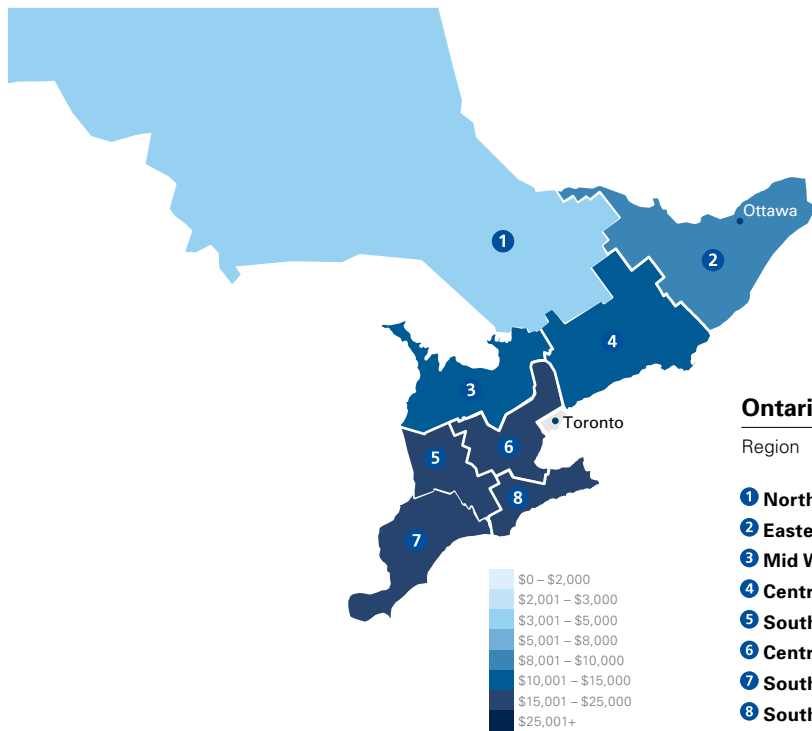 Ottawa
1
2
4
3
Toronto
6
5
8
7
$0 – $2,000
$2,001 – $3,000
$3,001 – $5,000
$5,001 – $8,000
$8,001 – $10,000
$10,001 – $15,000
$15,001 – $25,000
$25,001+
Ontari
Region
1 North
2 Easte
3 Mid W
4 Centr
5 South
6 Centr
7 South
8 South